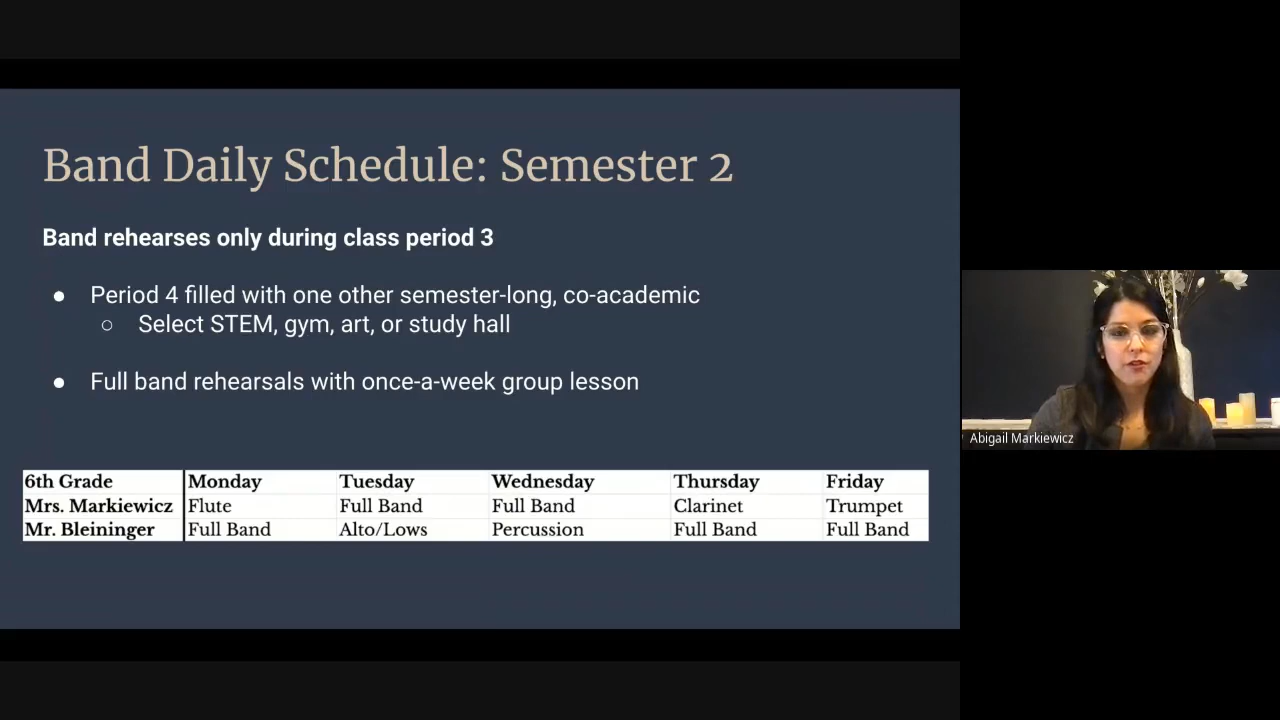 Band Daily Schedule: Semester 2
Band rehearses only during class period 3
● Period 4 filled with one other semester-long, co-academic
○ Select STEM, gym, art, or study hall
● Full band rehearsals with once-a-week group lesson
6th Grade Monday Tuesday Wednesday Thursday Friday
Mrs. Markiewicz Flute Full Band Full Band Clarinet Trumpet
Mr. Bleininger Full Band Alto/Lows Percussion Full Band Full Band
Abigail Markiewicz